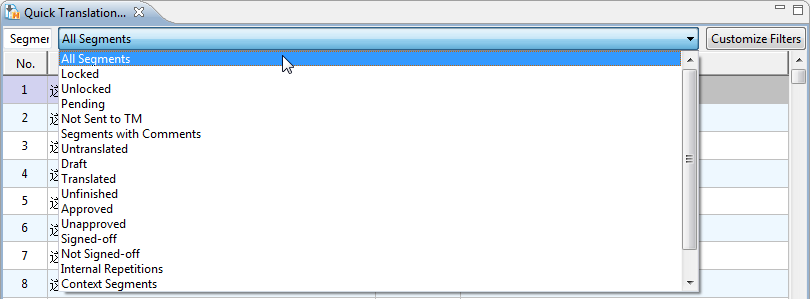 Quick Translation...
Segmer
All Segments
Customize Filters
No.
All Segments
Locked
Unlocked
Pending
Not Sent to TM
Segments with Comments
Untranslated
Draft
Translated
Unfinished
Approved
Unapproved
Signed-off
Not Signed-off
Internal Repetitions
Context Segments
1
2
3
4
5
6
7
8